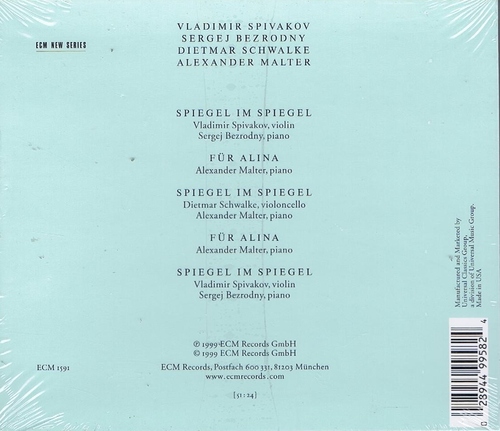 VLADIMIR SPIVAKOV
SERGEJ BEZRODNY
DIETMAR SCHWALKE
ALEXANDER MALTER
ECM NEW SERIES
SPIEGEL IM SPIEGEL
Vladimir Spivakov, violin
Sergej Bezrodny, piano
FÜR ALINA
Alexander Malter, piano
SPIEGEL IM SPIEGEL
Dietmar Schwalke, violoncello
Alexander Malter, piano
FÜR ALINA
Alexander Malter, piano
SPIEGEL IM SPIEGEL
Vladimir Spivakov, violin
Sergej Bezrodny, piano
℗ 1999 ECM Records GmbH
© 1999 ECM Records GmbH
ECM 1591
ECM Records, Postfach 600 331, 81203 München
www.ecmrecords.com
[51:24]
Manufactured and Marketed by
Universal Classics Group,
a division of Universal Music Group.
Made in USA
0 28944 99582 4